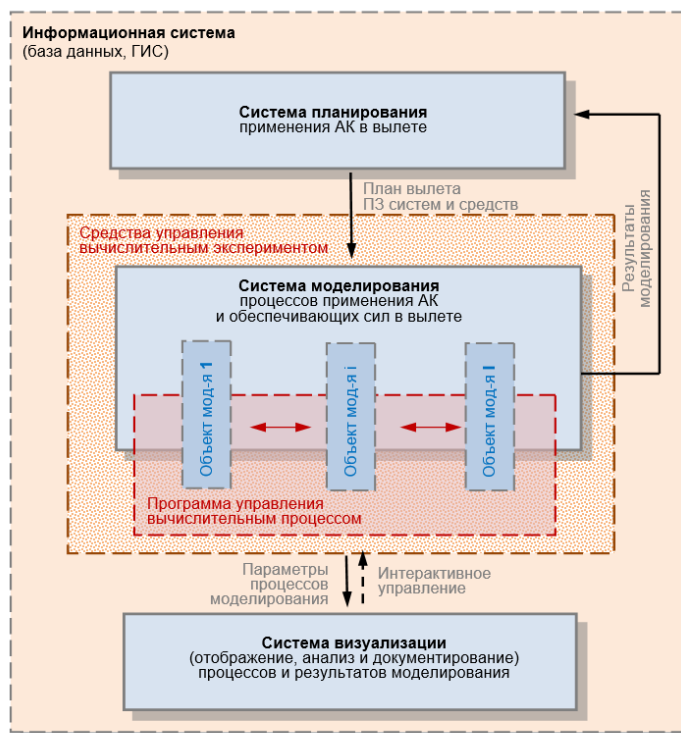 Информационная система
(база данных, ГИС)
Система планирования
применения АК в вылете
План вылета
ПЗ систем и средств
Результаты
моделирования
Средства управления
вычислительным экспериментом
Система моделирования
процессов применения АК
и обеспечивающих сил в вылете
Объект мод-я 1
Объект мод-я i
Объект мод-я I
Программа управления
вычислительным процессом
Параметры
процессов
моделирования
Интерактивное
управление
Система визуализации
(отображение, анализ и документирование)
процессов и результатов моделирования